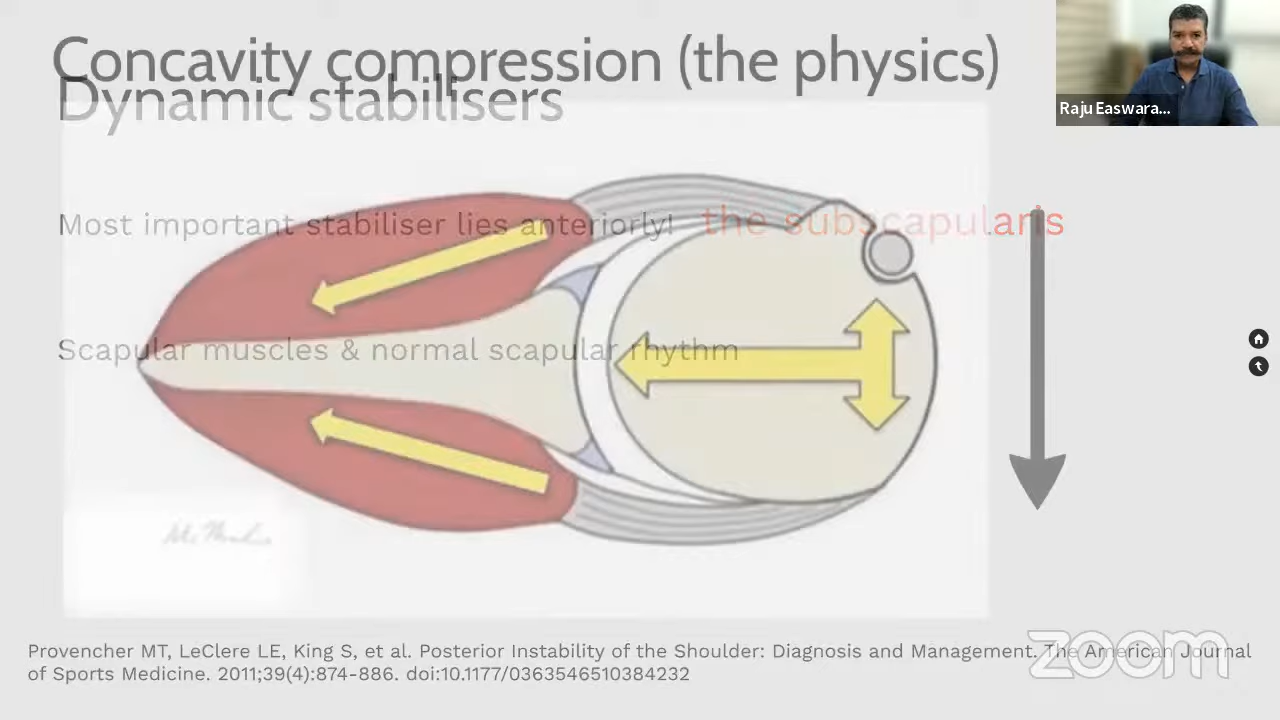 Concavity compression (the physics)
Dynamic stabilisers
Raju Easwara...
Most important stabiliser lies anteriorly! the subscapularis
Scapular muscles & normal scapular rhythm
Provencher MT, LeClere LE, King S, et al. Posterior Instability of the Shoulder: Diagnosis and Management. The American Journal
of Sports Medicine. 2011;39(4):874-886. doi:10.1177/0363546510384232
zoom